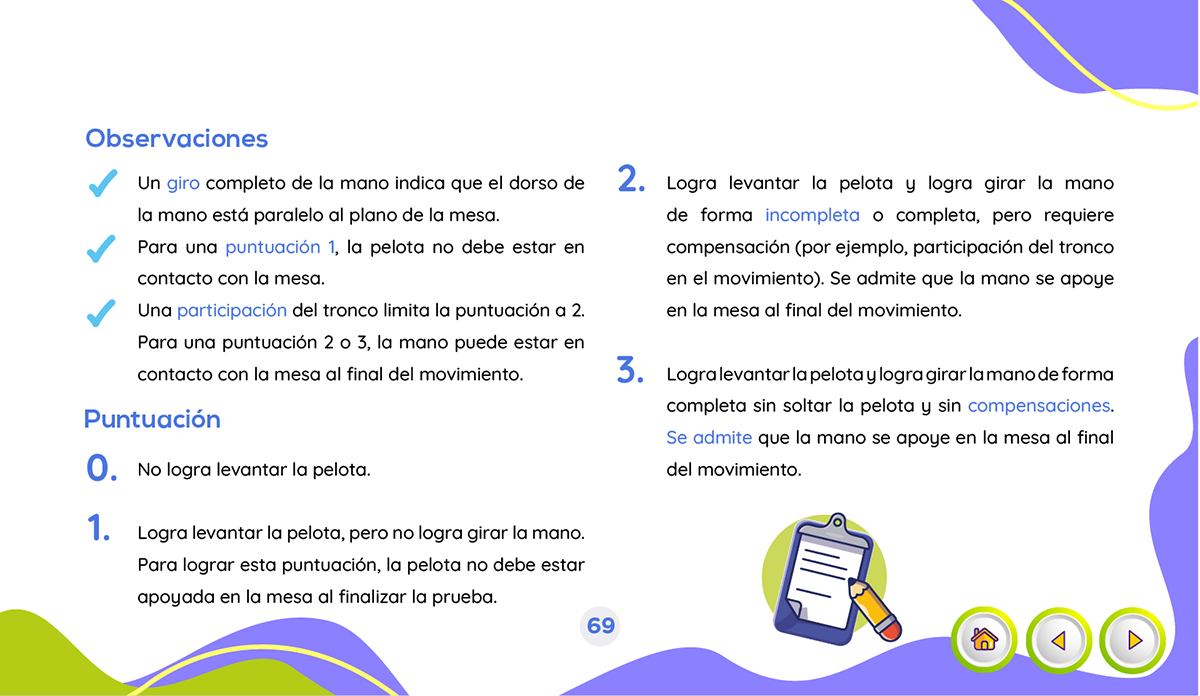 Observaciones
Un giro completo de la mano indica que el dorso de
la mano está paralelo al plano de la mesa.
Para una puntuación 1, la pelota no debe estar en
contacto con la mesa.
Una participación del tronco limita la puntuación a 2.
Para una puntuación 2 o 3, la mano puede estar en
contacto con la mesa al final del movimiento.
Puntuación
0. No logra levantar la pelota.
1. Logra levantar la pelota, pero no logra girar la mano.
Para lograr esta puntuación, la pelota no debe estar
apoyada en la mesa al finalizar la prueba.
2. Logra levantar la pelota y logra girar la mano
de forma incompleta o completa, pero requiere
compensación (por ejemplo, participación del tronco
en el movimiento). Se admite que la mano se apoye
en la mesa al final del movimiento.
3. Logra levantar la pelota y logra girar la mano de forma
completa sin soltar la pelota y sin compensaciones.
Se admite que la mano se apoye en la mesa al final
del movimiento.
69